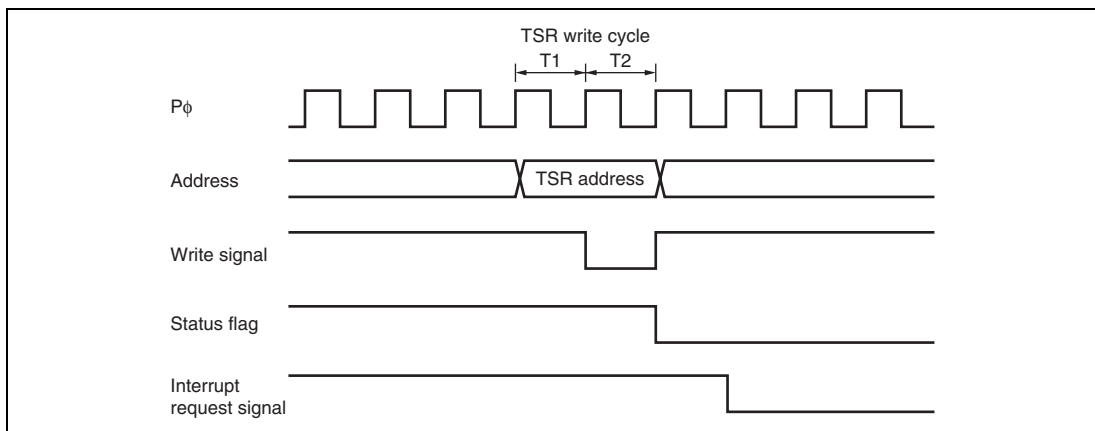 TSR write cycle
T1 T2
Pϕ
Address
TSR address
Write signal
Status flag
Interrupt
request signal